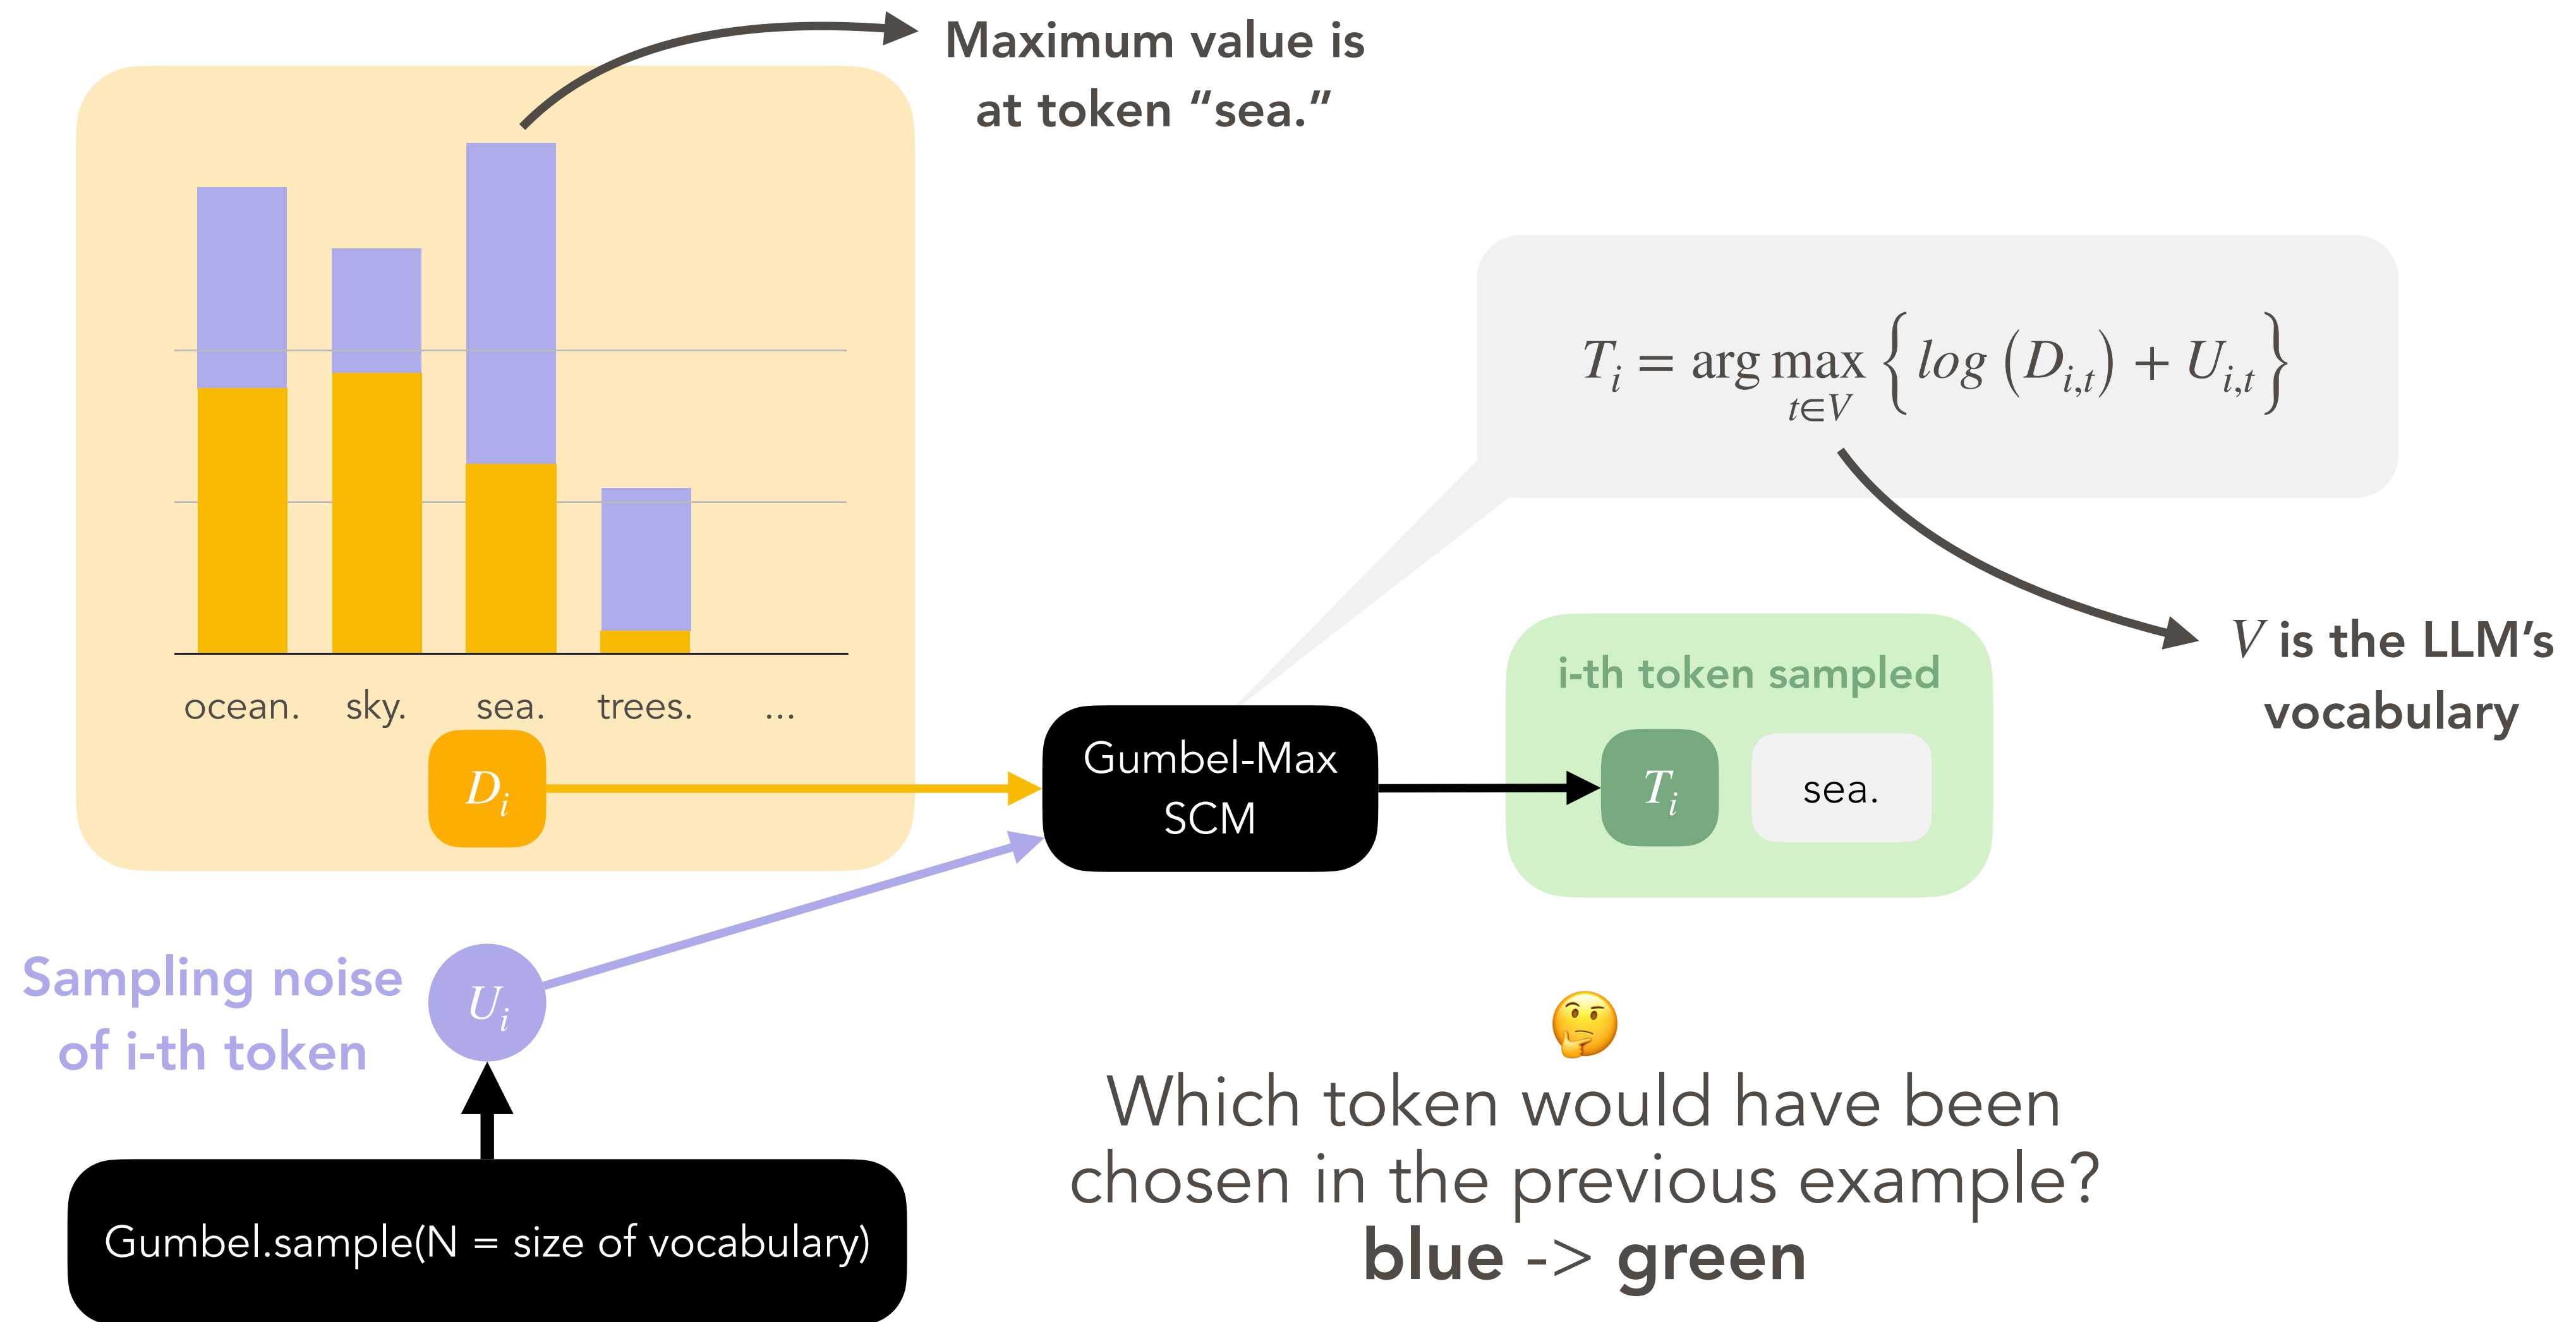 Maximum value is
at token “sea.”
ocean. sky. sea. trees. ...
D_i
T_i = arg max_{t∈V} { log (D_{i,t}) + U_{i,t} }
V is the LLM’s
vocabulary
Gumbel-Max
SCM
i-th token sampled
T_i sea.
Sampling noise
of i-th token
U_i
Gumbel.sample(N = size of vocabulary)
🤔
Which token would have been
chosen in the previous example?
blue -> green